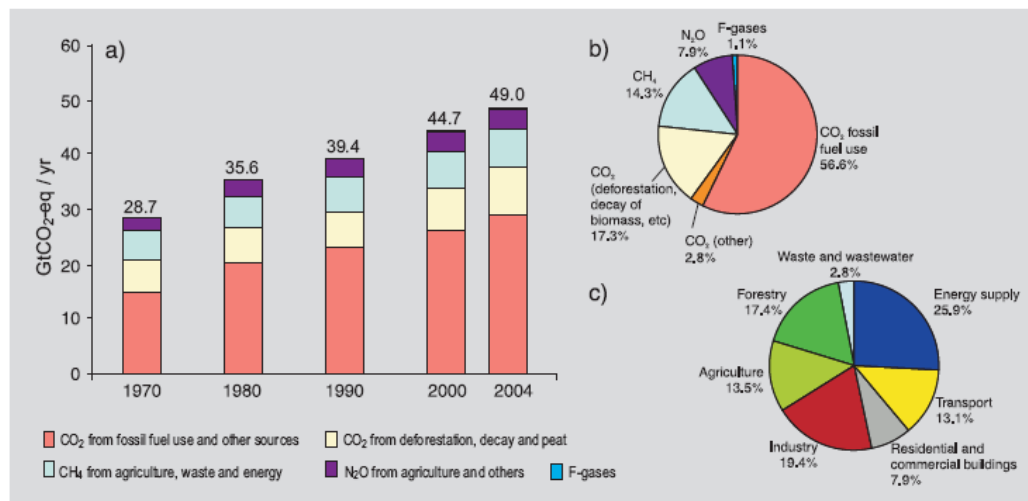 a)
60
50
40
30
20
10
0
GtCO₂-eq / yr
28.7
35.6
39.4
44.7
49.0
1970
1980
1990
2000
2004
CO₂ from fossil fuel use and other sources
CO₂ from deforestation, decay and peat
CH₄ from agriculture, waste and energy
N₂O from agriculture and others
F-gases
b)
F-gases
1.1%
N₂O
7.9%
CH₄
14.3%
CO₂ fossil
fuel use
56.6%
CO₂
(deforestation,
decay of
biomass, etc)
17.3%
CO₂ (other)
2.8%
c)
Waste and wastewater
2.8%
Forestry
17.4%
Energy supply
25.9%
Agriculture
13.5%
Transport
13.1%
Industry
19.4%
Residential and
commercial buildings
7.9%